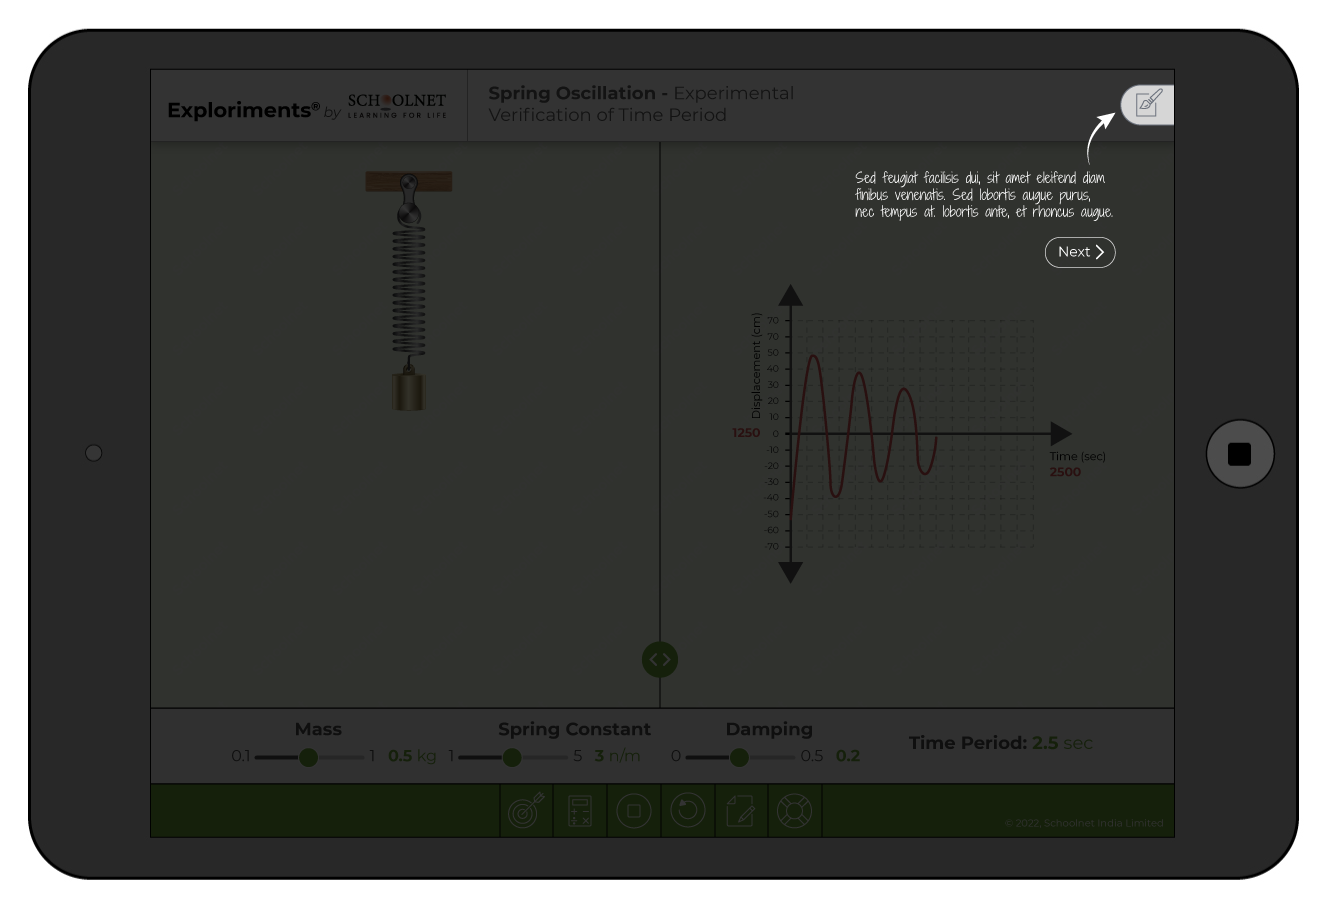 Exploriments® by SCHOOLNET
LEARNING FOR LIFE
Spring Oscillation - Experimental
Verification of Time Period
Sed feugiat facilisis dui, sit amet eleifend diam
finibus venenatis. Sed lobortis augue purus,
nec tempus at. lobortis ante, et rhoncus augue.
Next
Displacement (cm)
70
70
50
40
30
20
10
1250 0
-10
-20
-30
-40
-50
-60
-70
Time (sec)
2500
Mass
0.1 1 0.5 kg
Spring Constant
1 5 3 n/m
Damping
0 0.5 0.2
Time Period: 2.5 sec
© 2022, Schoolnet India Limited